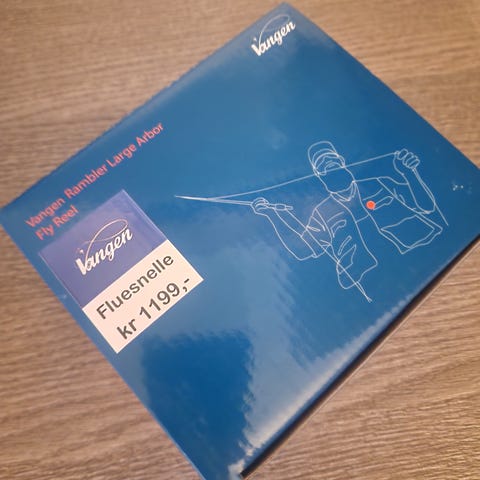 Vangen
Vangen Rambler Large Arbor
Fly Reel
Vangen
Fluesnelle
kr 1199,-